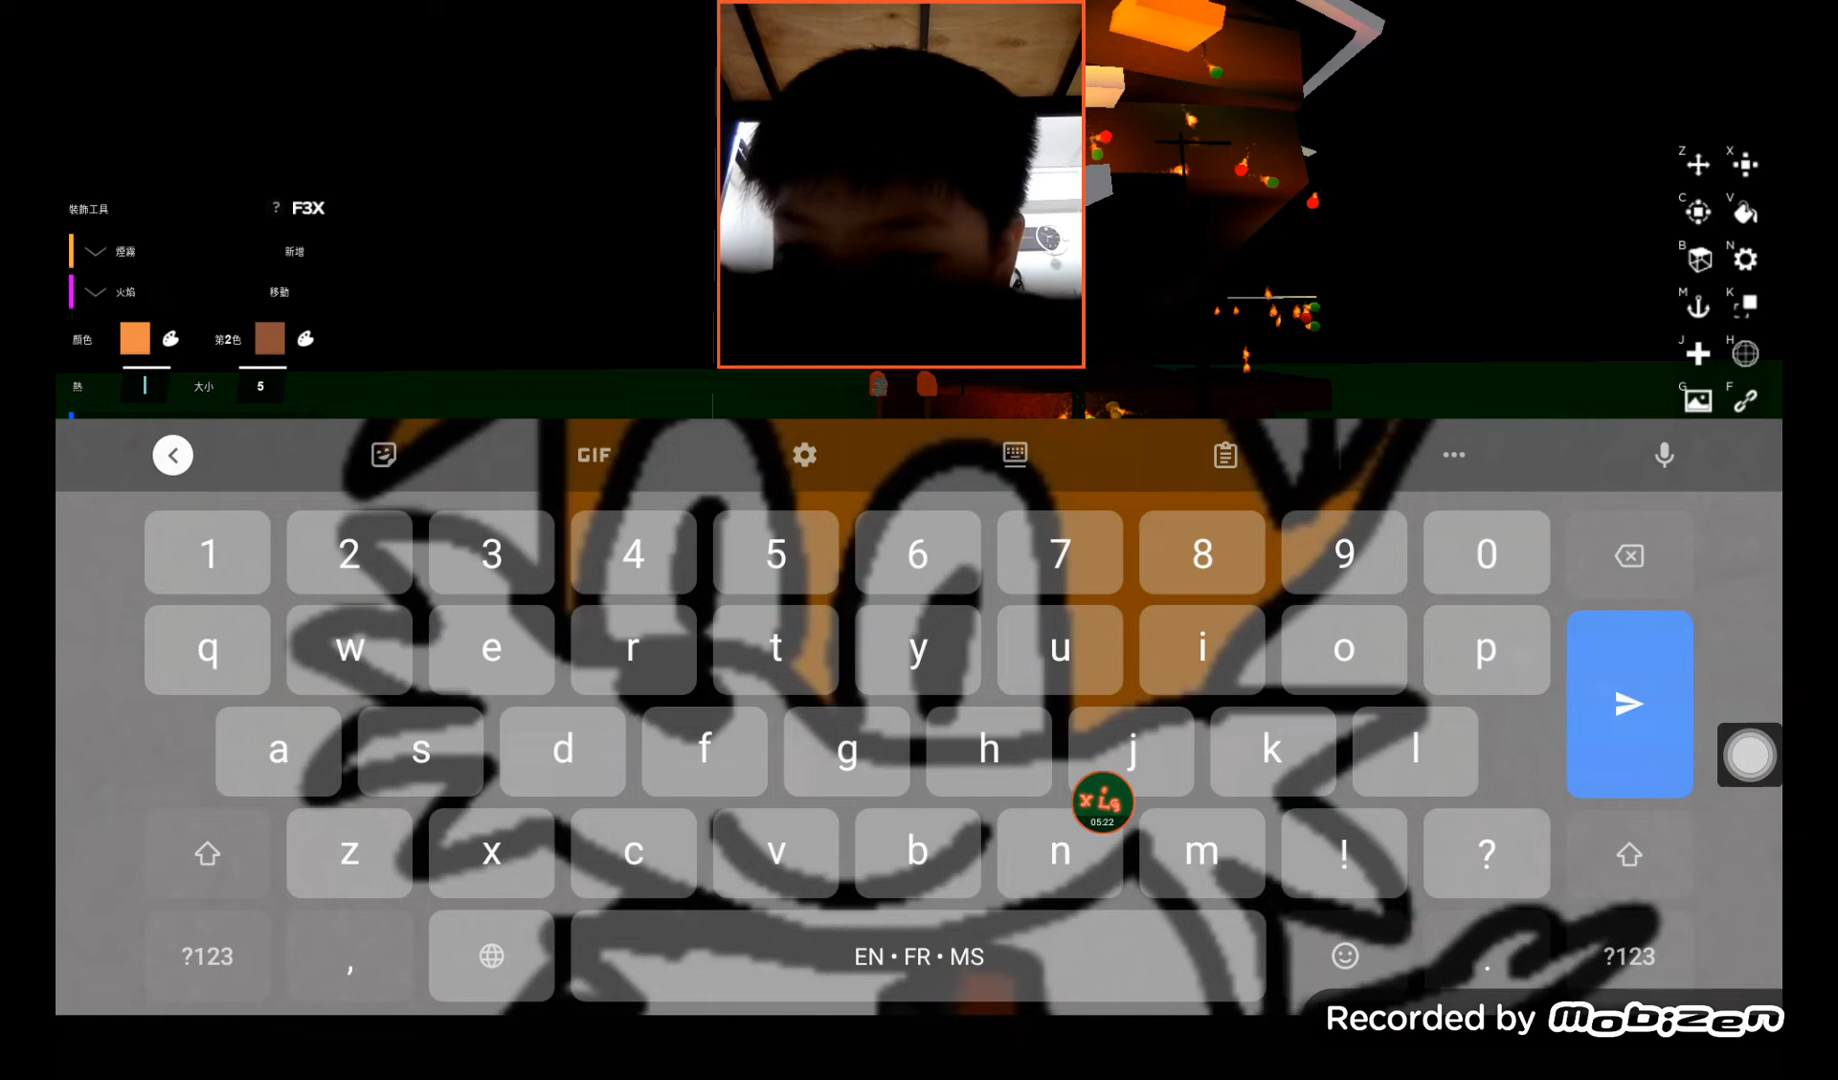 裝飾工具 ? F3X
煙霧 新增
火焰 移動
顏色 第2色
熱 大小 5
Z X
C V
B N
M K
J H
G F
GIF
1 2 3 4 5 6 7 8 9 0
q w e r t y u i o p
a s d f g h j k l
xig
05:22
z x c v b n m ! ?
?123 , EN • FR • MS . ?123
Recorded by Mobizen